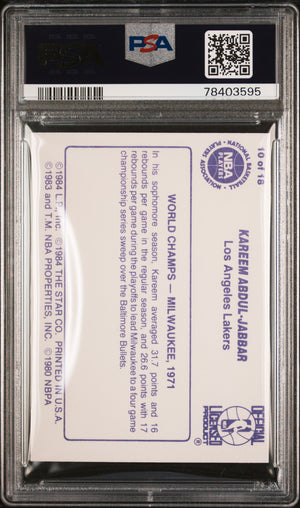 PSA
PSA
78403595
10 of 18
NATIONAL BASKETBALL
PLAYERS ASSOCIATION
NBA
PLAYERS
KAREEM ABDUL-JABBAR
Los Angeles Lakers
OFFICIAL
LICENSED
PRODUCT
®
WORLD CHAMPS — MILWAUKEE, 1971
In his sophomore season, Kareem averaged 31.7 points and 16
rebounds per game in the regular season, and 26.6 points with 17
rebounds per game during the playoffs to lead Milwaukee to a four game
championship series sweep over the Baltimore Bullets.
©1984 Inc. ©1984 THE STAR CO. PRINTED IN U.S.A.
©1983 and T.M. NBA PROPERTIES, INC. ©1980 NBPA